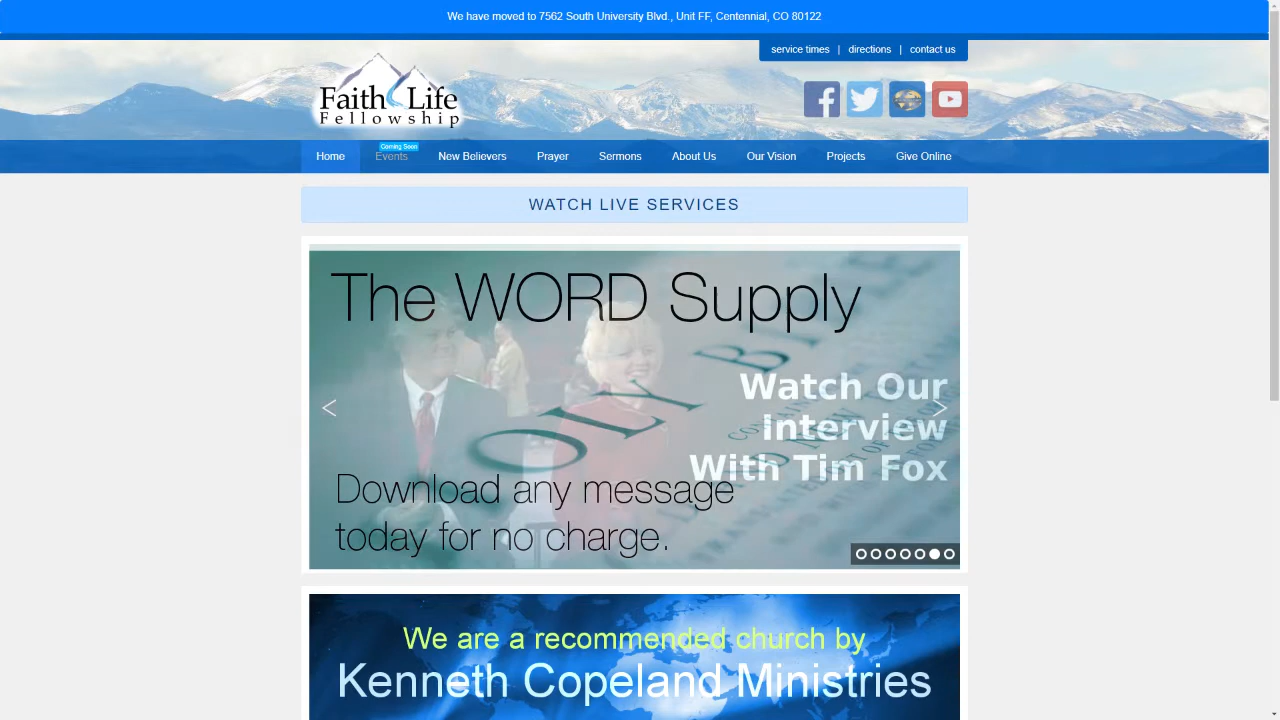 We have moved to 7562 South University Blvd., Unit FF, Centennial, CO 80122
service times | directions | contact us
Faith Life
Fellowship
Coming Soon
Home Events New Believers Prayer Sermons About Us Our Vision Projects Give Online
WATCH LIVE SERVICES
The WORD Supply
Watch Our
interview
With Tim Fox
OLY BI
Download any message
today for no charge.
We are a recommended church by
Kenneth Copeland Ministries